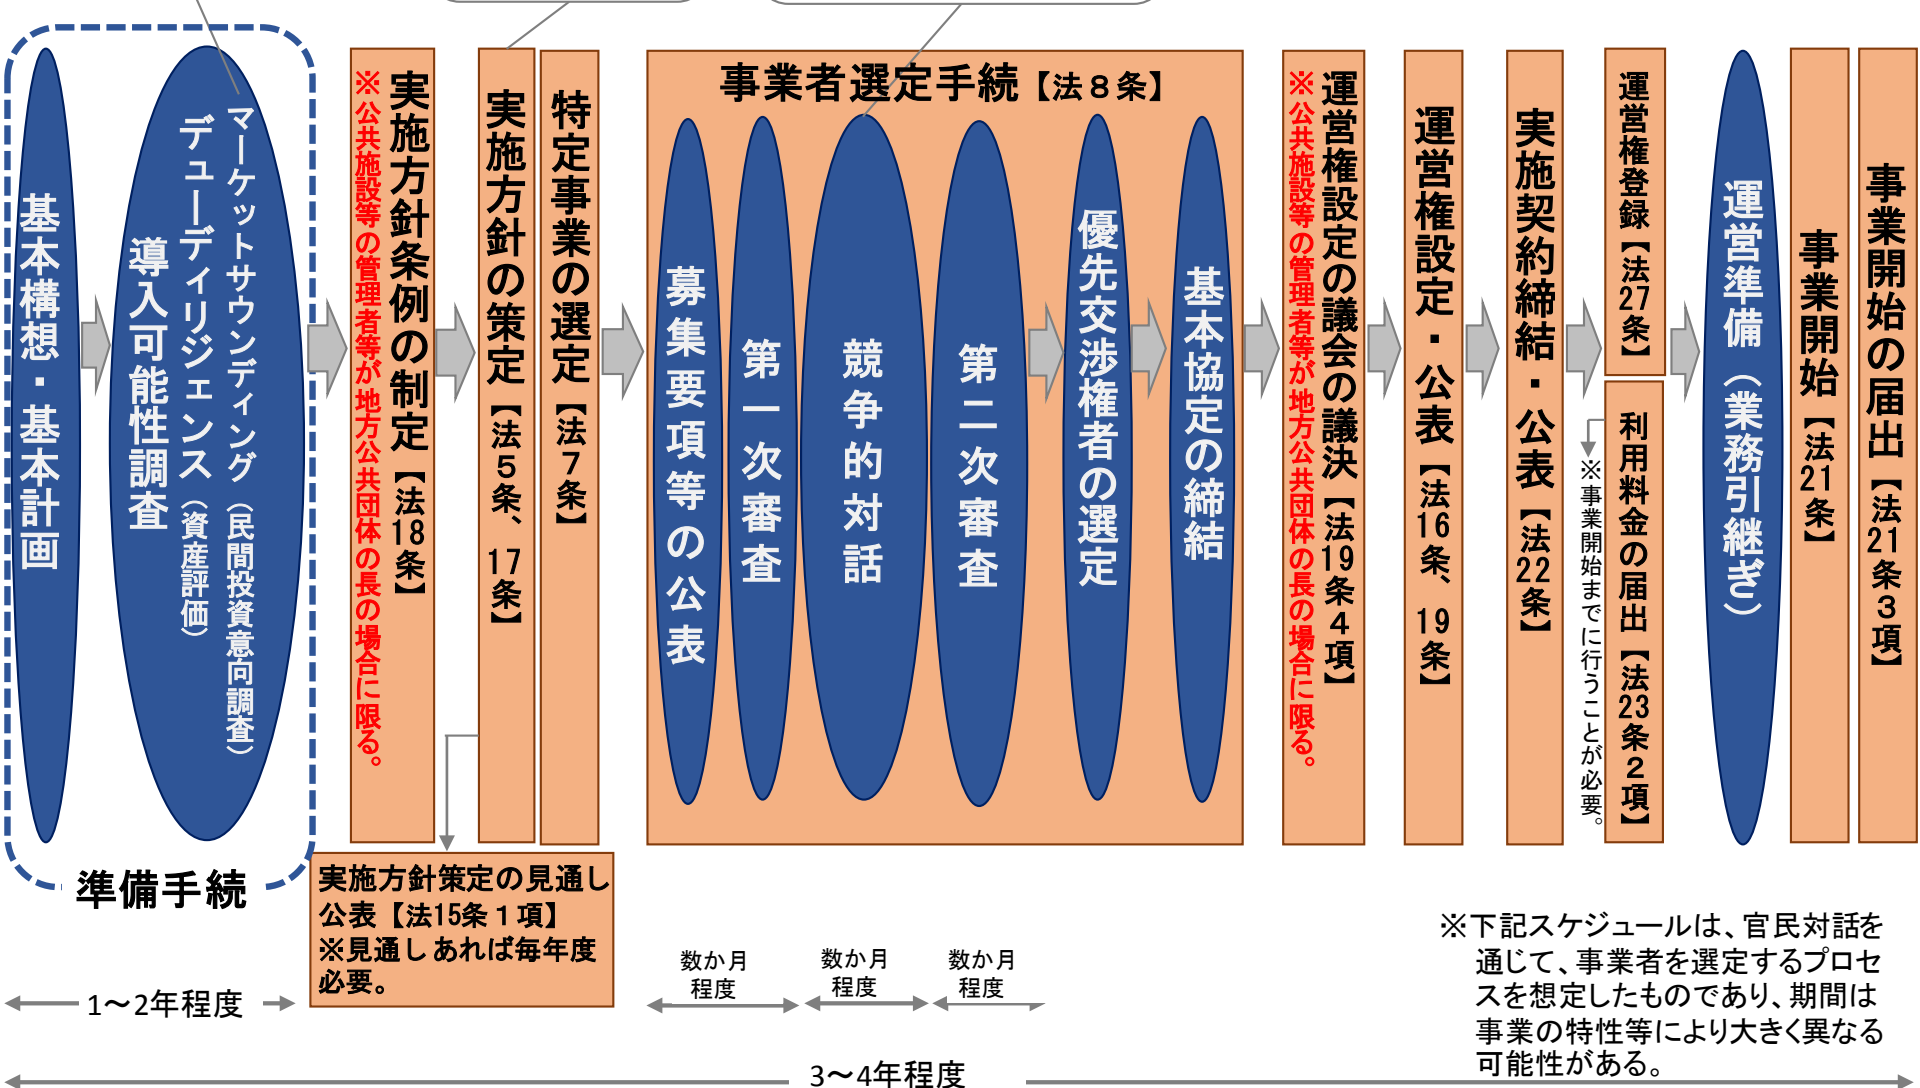 基本構想・基本計画
マーケットサウンディング（民間投資意向調査）
デューディリジェンス（資産評価）
導入可能性調査
準備手続
※公共施設等の管理者等が地方公共団体の長の場合に限る。
実施方針条例の制定【法18条】
実施方針の策定【法５条、17条】
特定事業の選定【法７条】
実施方針策定の見通し
公表【法15条１項】
※見通しあれば毎年度
必要。
事業者選定手続【法８条】
募集要項等の公表
第一次審査
競争的対話
第二次審査
優先交渉権者の選定
基本協定の締結
※公共施設等の管理者等が地方公共団体の長の場合に限る。
運営権設定の議会の議決【法19条４項】
運営権設定・公表【法16条、19条】
実施契約締結・公表【法22条】
運営権登録【法27条】
利用料金の届出【法23条２項】
※事業開始までに行うことが必要。
運営準備（業務引継ぎ）
事業開始【法21条】
事業開始の届出【法21条３項】
数か月
程度
数か月
程度
数か月
程度
1～2年程度
3～4年程度
※下記スケジュールは、官民対話を
通じて、事業者を選定するプロセ
スを想定したものであり、期間は
事業の特性等により大きく異なる
可能性がある。